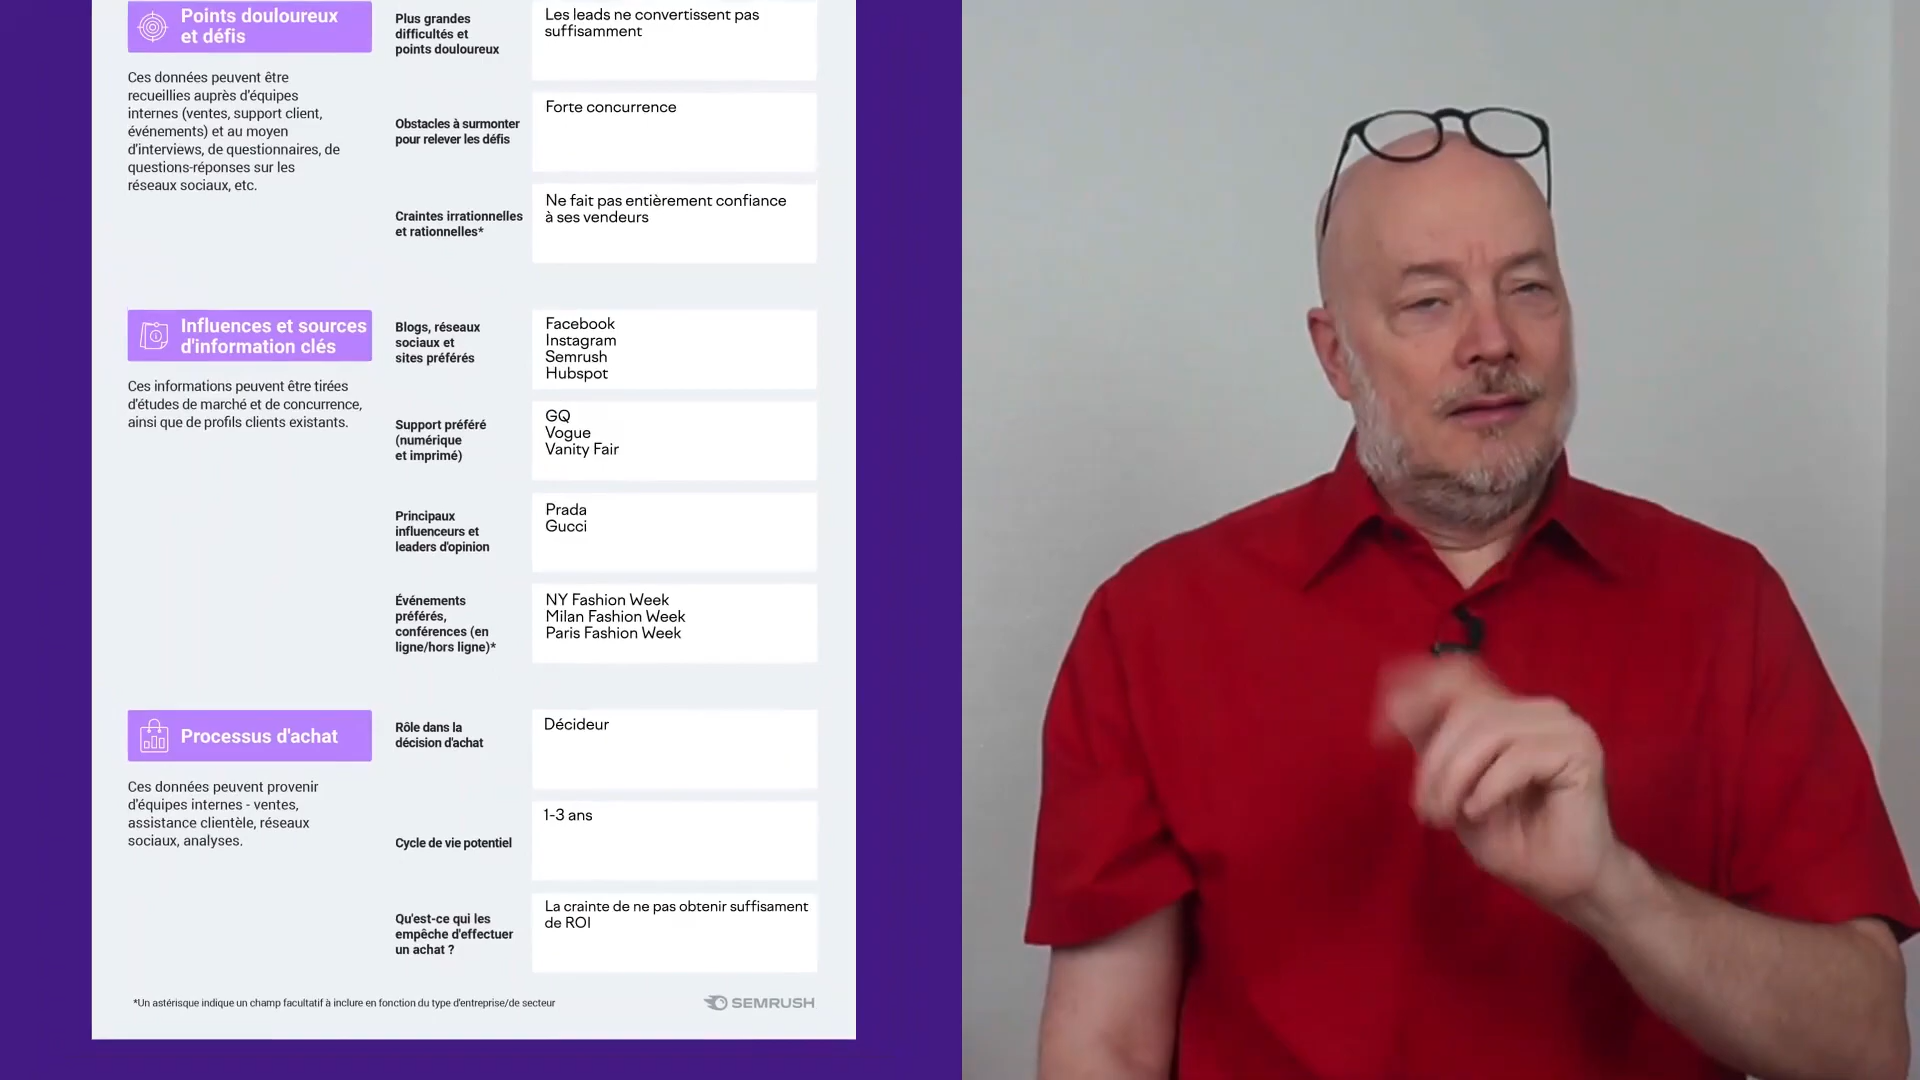 Points douloureux
et défis
Ces données peuvent être
recueillies auprès d'équipes
internes (ventes, support client,
événements) et au moyen
d'interviews, de questionnaires, de
questions-réponses sur les
réseaux sociaux, etc.
Plus grandes
difficultés et
points douloureux
Les leads ne convertissent pas
suffisamment
Obstacles à surmonter
pour relever les défis
Forte concurrence
Craintes irrationnelles
et rationnelles*
Ne fait pas entièrement confiance
à ses vendeurs
Influences et sources
d'information clés
Ces informations peuvent être tirées
d'études de marché et de concurrence,
ainsi que de profils clients existants.
Blogs, réseaux
sociaux et
sites préférés
Facebook
Instagram
Semrush
Hubspot
Support préféré
(numérique
et imprimé)
GQ
Vogue
Vanity Fair
Principaux
influenceurs et
leaders d'opinion
Prada
Gucci
Événements
préférés,
conférences (en
ligne/hors ligne)*
NY Fashion Week
Milan Fashion Week
Paris Fashion Week
Processus d'achat
Ces données peuvent provenir
d'équipes internes - ventes,
assistance clientèle, réseaux
sociaux, analyses.
Rôle dans la
décision d'achat
Décideur
Cycle de vie potentiel
1-3 ans
Qu'est-ce qui les
empêche d'effectuer
un achat ?
La crainte de ne pas obtenir suffisament
de ROI
*Un astérisque indique un champ facultatif à inclure en fonction du type d'entreprise/de secteur
SEMRUSH